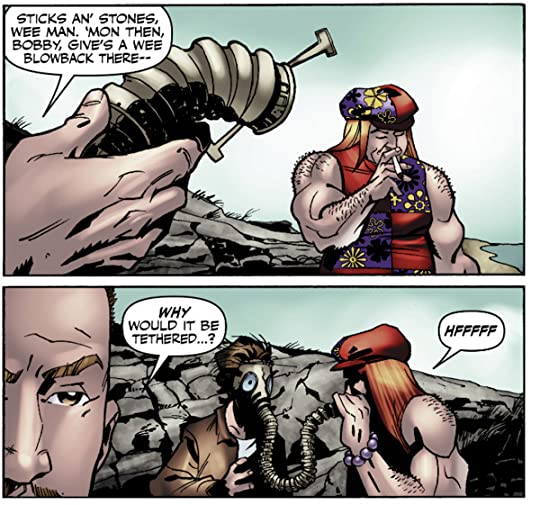 STICKS AN' STONES,
WEE MAN. 'MON THEN,
BOBBY, GIVE'S A WEE
BLOWBACK THERE--
WHY
WOULD IT BE
TETHERED...?
HFFFFF